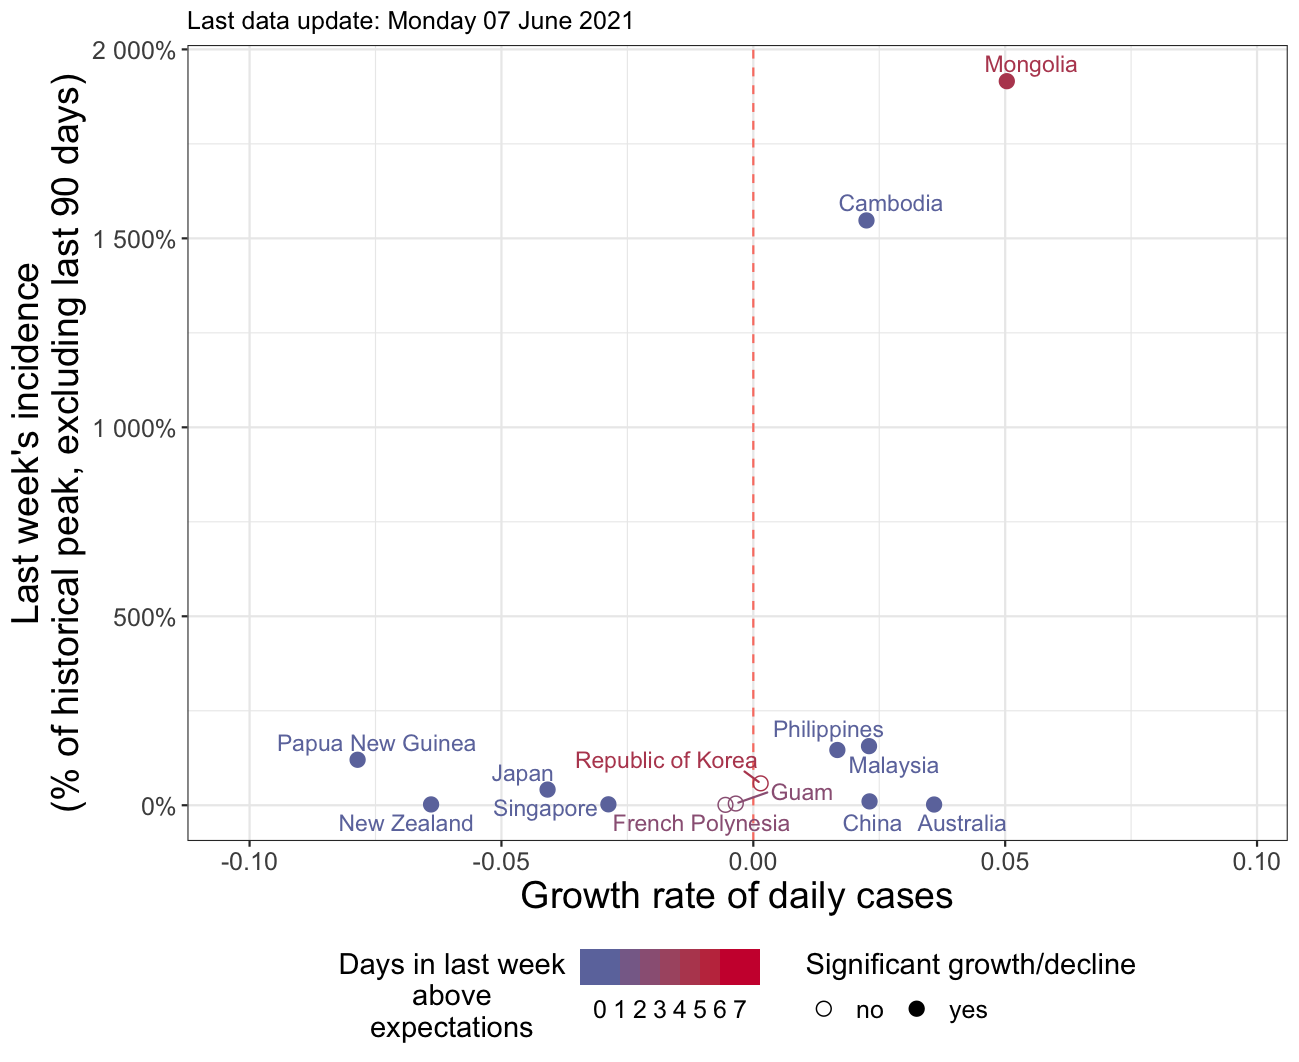 Last data update: Monday 07 June 2021
Last week's incidence
(% of historical peak, excluding last 90 days)
2 000%
1 500%
1 000%
500%
0%
Mongolia
Cambodia
Philippines
Papua New Guinea
Republic of Korea
Malaysia
Japan
Guam
Singapore
New Zealand
French Polynesia
China
Australia
-0.10
-0.05
0.00
0.05
0.10
Growth rate of daily cases
Days in last week
above
expectations
0 1 2 3 4 5 6 7
Significant growth/decline
no
yes